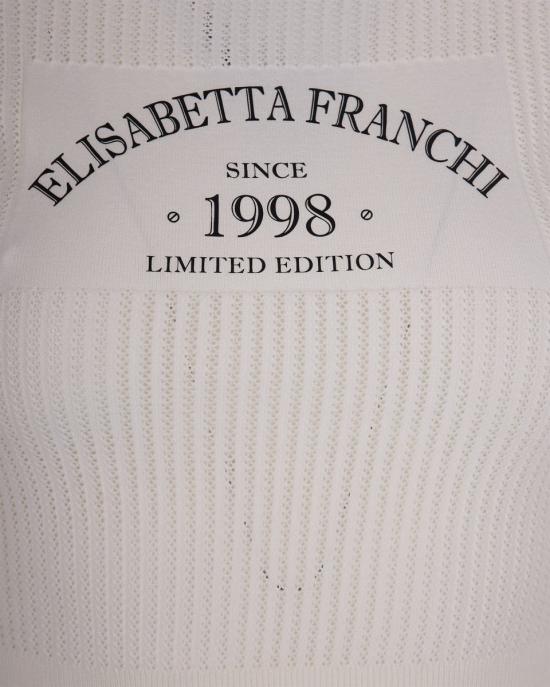 ELISABETTA FRANCHI
SINCE
1998
LIMITED EDITION